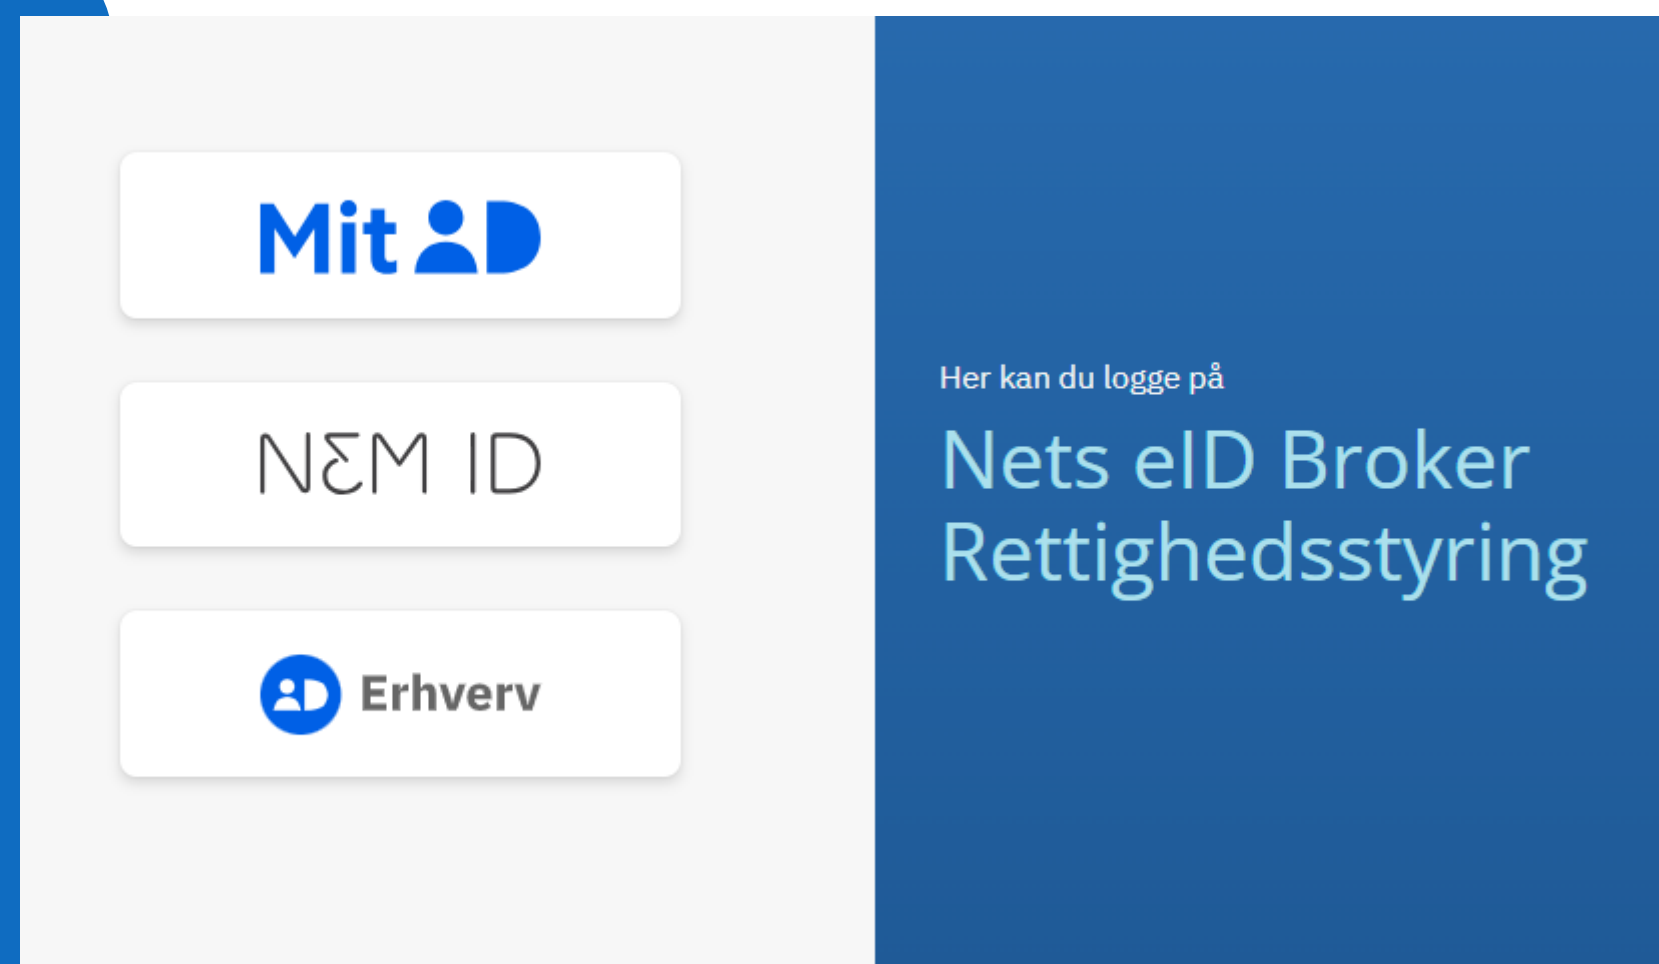 Mit ID
NEM ID
Erhverv
Her kan du logge på
Nets eID Broker
Rettighedsstyring